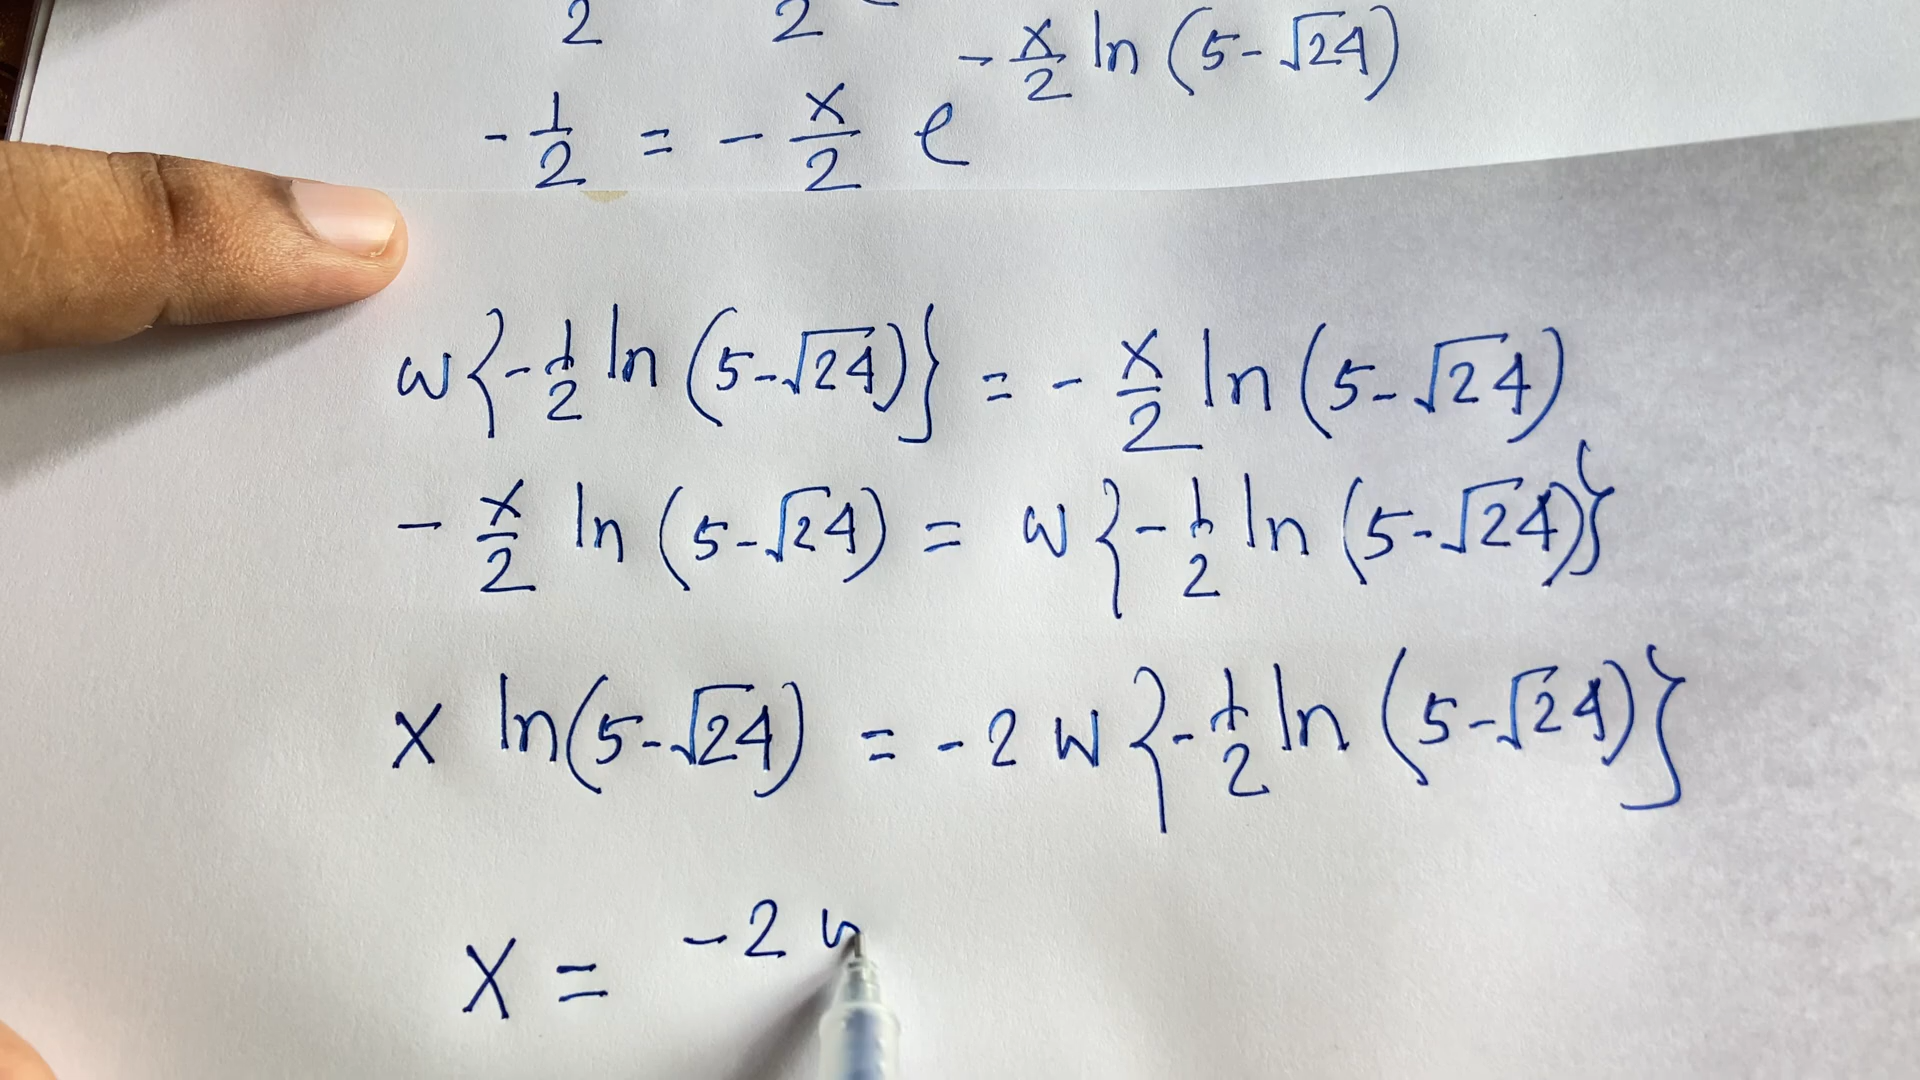 2 2
-1/2 = -x/2 e^(-x/2 ln(5-√24))
W{-1/2 ln(5-√24)} = -x/2 ln(5-√24)
-x/2 ln(5-√24) = W{-1/2 ln(5-√24)}
x ln(5-√24) = -2 W{-1/2 ln(5-√24)}
x = -2